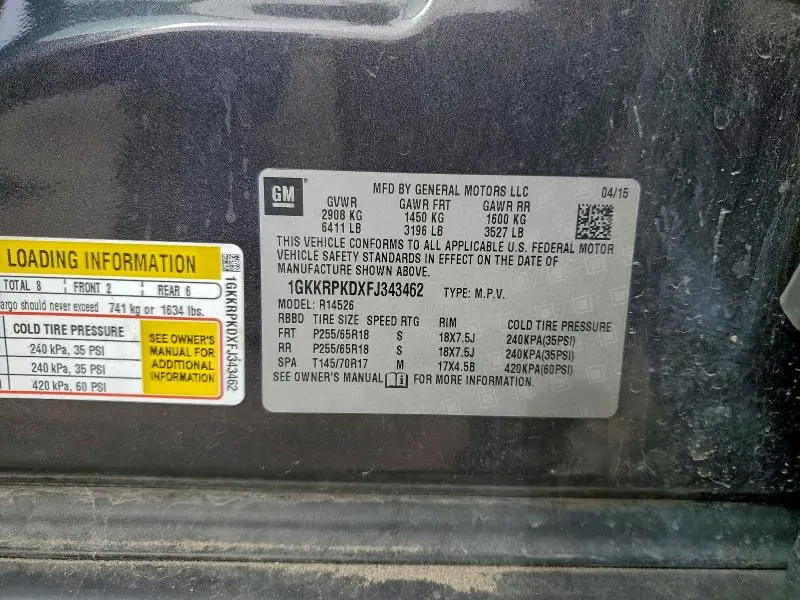 GM
MFD BY GENERAL MOTORS LLC 04/15
GVWR GAWR FRT GAWR RR
2908 KG 1450 KG 1600 KG
6411 LB 3196 LB 3527 LB
THIS VEHICLE CONFORMS TO ALL APPLICABLE U.S. FEDERAL MOTOR
VEHICLE SAFETY STANDARDS IN EFFECT ON THE DATE OF
MANUFACTURE SHOWN ABOVE.
1GKKRPKDXFJ343462 TYPE: M.P.V.
MODEL: R14526
RBBD TIRE SIZE SPEED RTG RIM COLD TIRE PRESSURE
FRT P255/65R18 S 18X7.5J 240KPA(35PSI)
RR P255/65R18 S 18X7.5J 240KPA(35PSI)
SPA T145/70R17 M 17X4.5B 420KPA(60PSI)
SEE OWNER'S MANUAL i FOR MORE INFORMATION.
LOADING INFORMATION
TOTAL 8 FRONT 2 REAR 6
should never exceed 741 kg or 1634 lbs.
COLD TIRE PRESSURE
240 kPa, 35 PSI
240 kPa, 35 PSI
420 kPa, 60 PSI
SEE OWNER'S
MANUAL FOR
ADDITIONAL
INFORMATION
1GKKRPKDXFJ343462